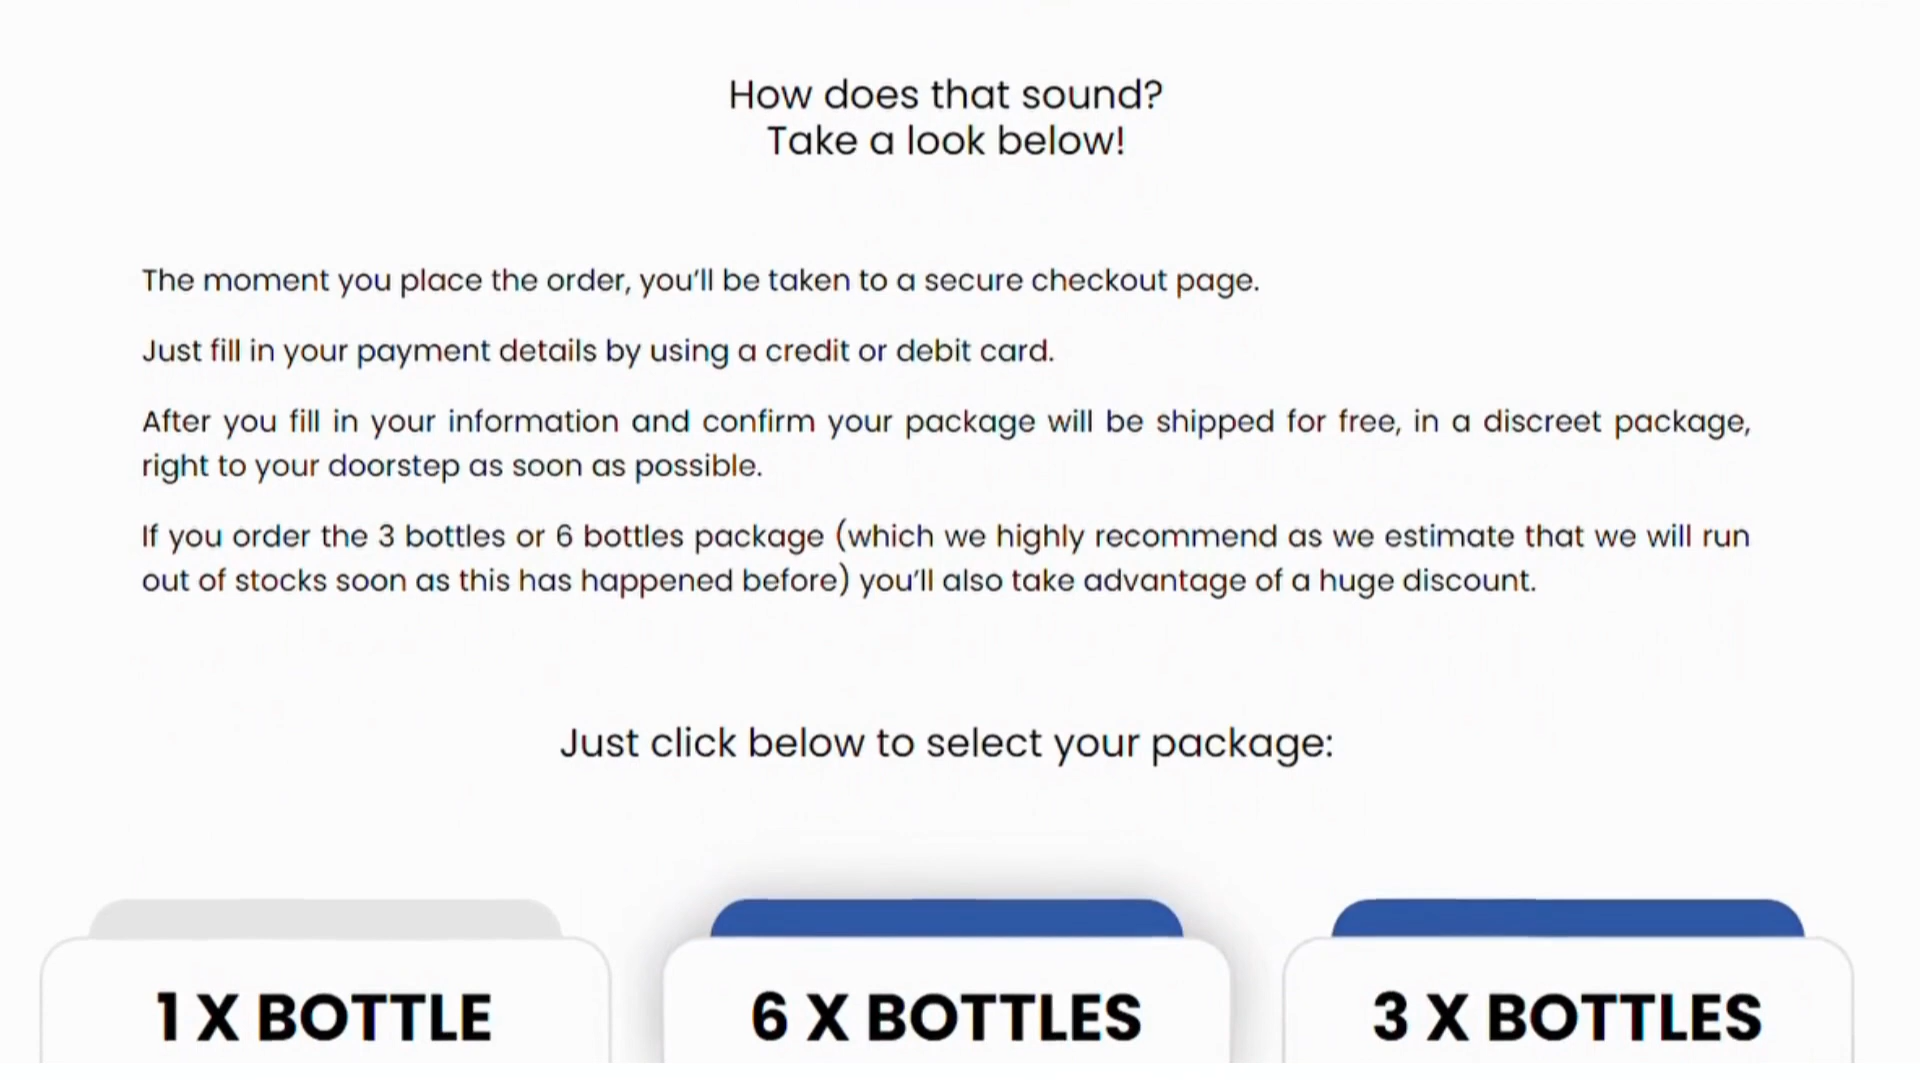 How does that sound?
Take a look below!
The moment you place the order, you’ll be taken to a secure checkout page.
Just fill in your payment details by using a credit or debit card.
After you fill in your information and confirm your package will be shipped for free, in a discreet package,
right to your doorstep as soon as possible.
If you order the 3 bottles or 6 bottles package (which we highly recommend as we estimate that we will run
out of stocks soon as this has happened before) you’ll also take advantage of a huge discount.
Just click below to select your package:
1 X BOTTLE
6 X BOTTLES
3 X BOTTLES